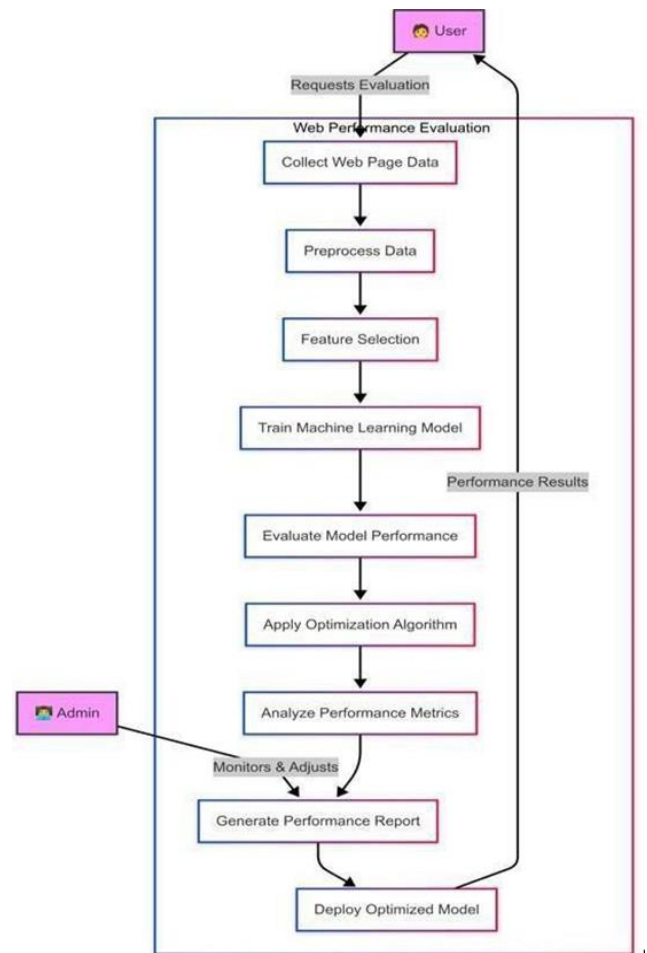 User
Requests Evaluation
Web Performance Evaluation
Collect Web Page Data
Preprocess Data
Feature Selection
Train Machine Learning Model
Performance Results
Evaluate Model Performance
Apply Optimization Algorithm
Admin
Analyze Performance Metrics
Monitors & Adjusts
Generate Performance Report
Deploy Optimized Model